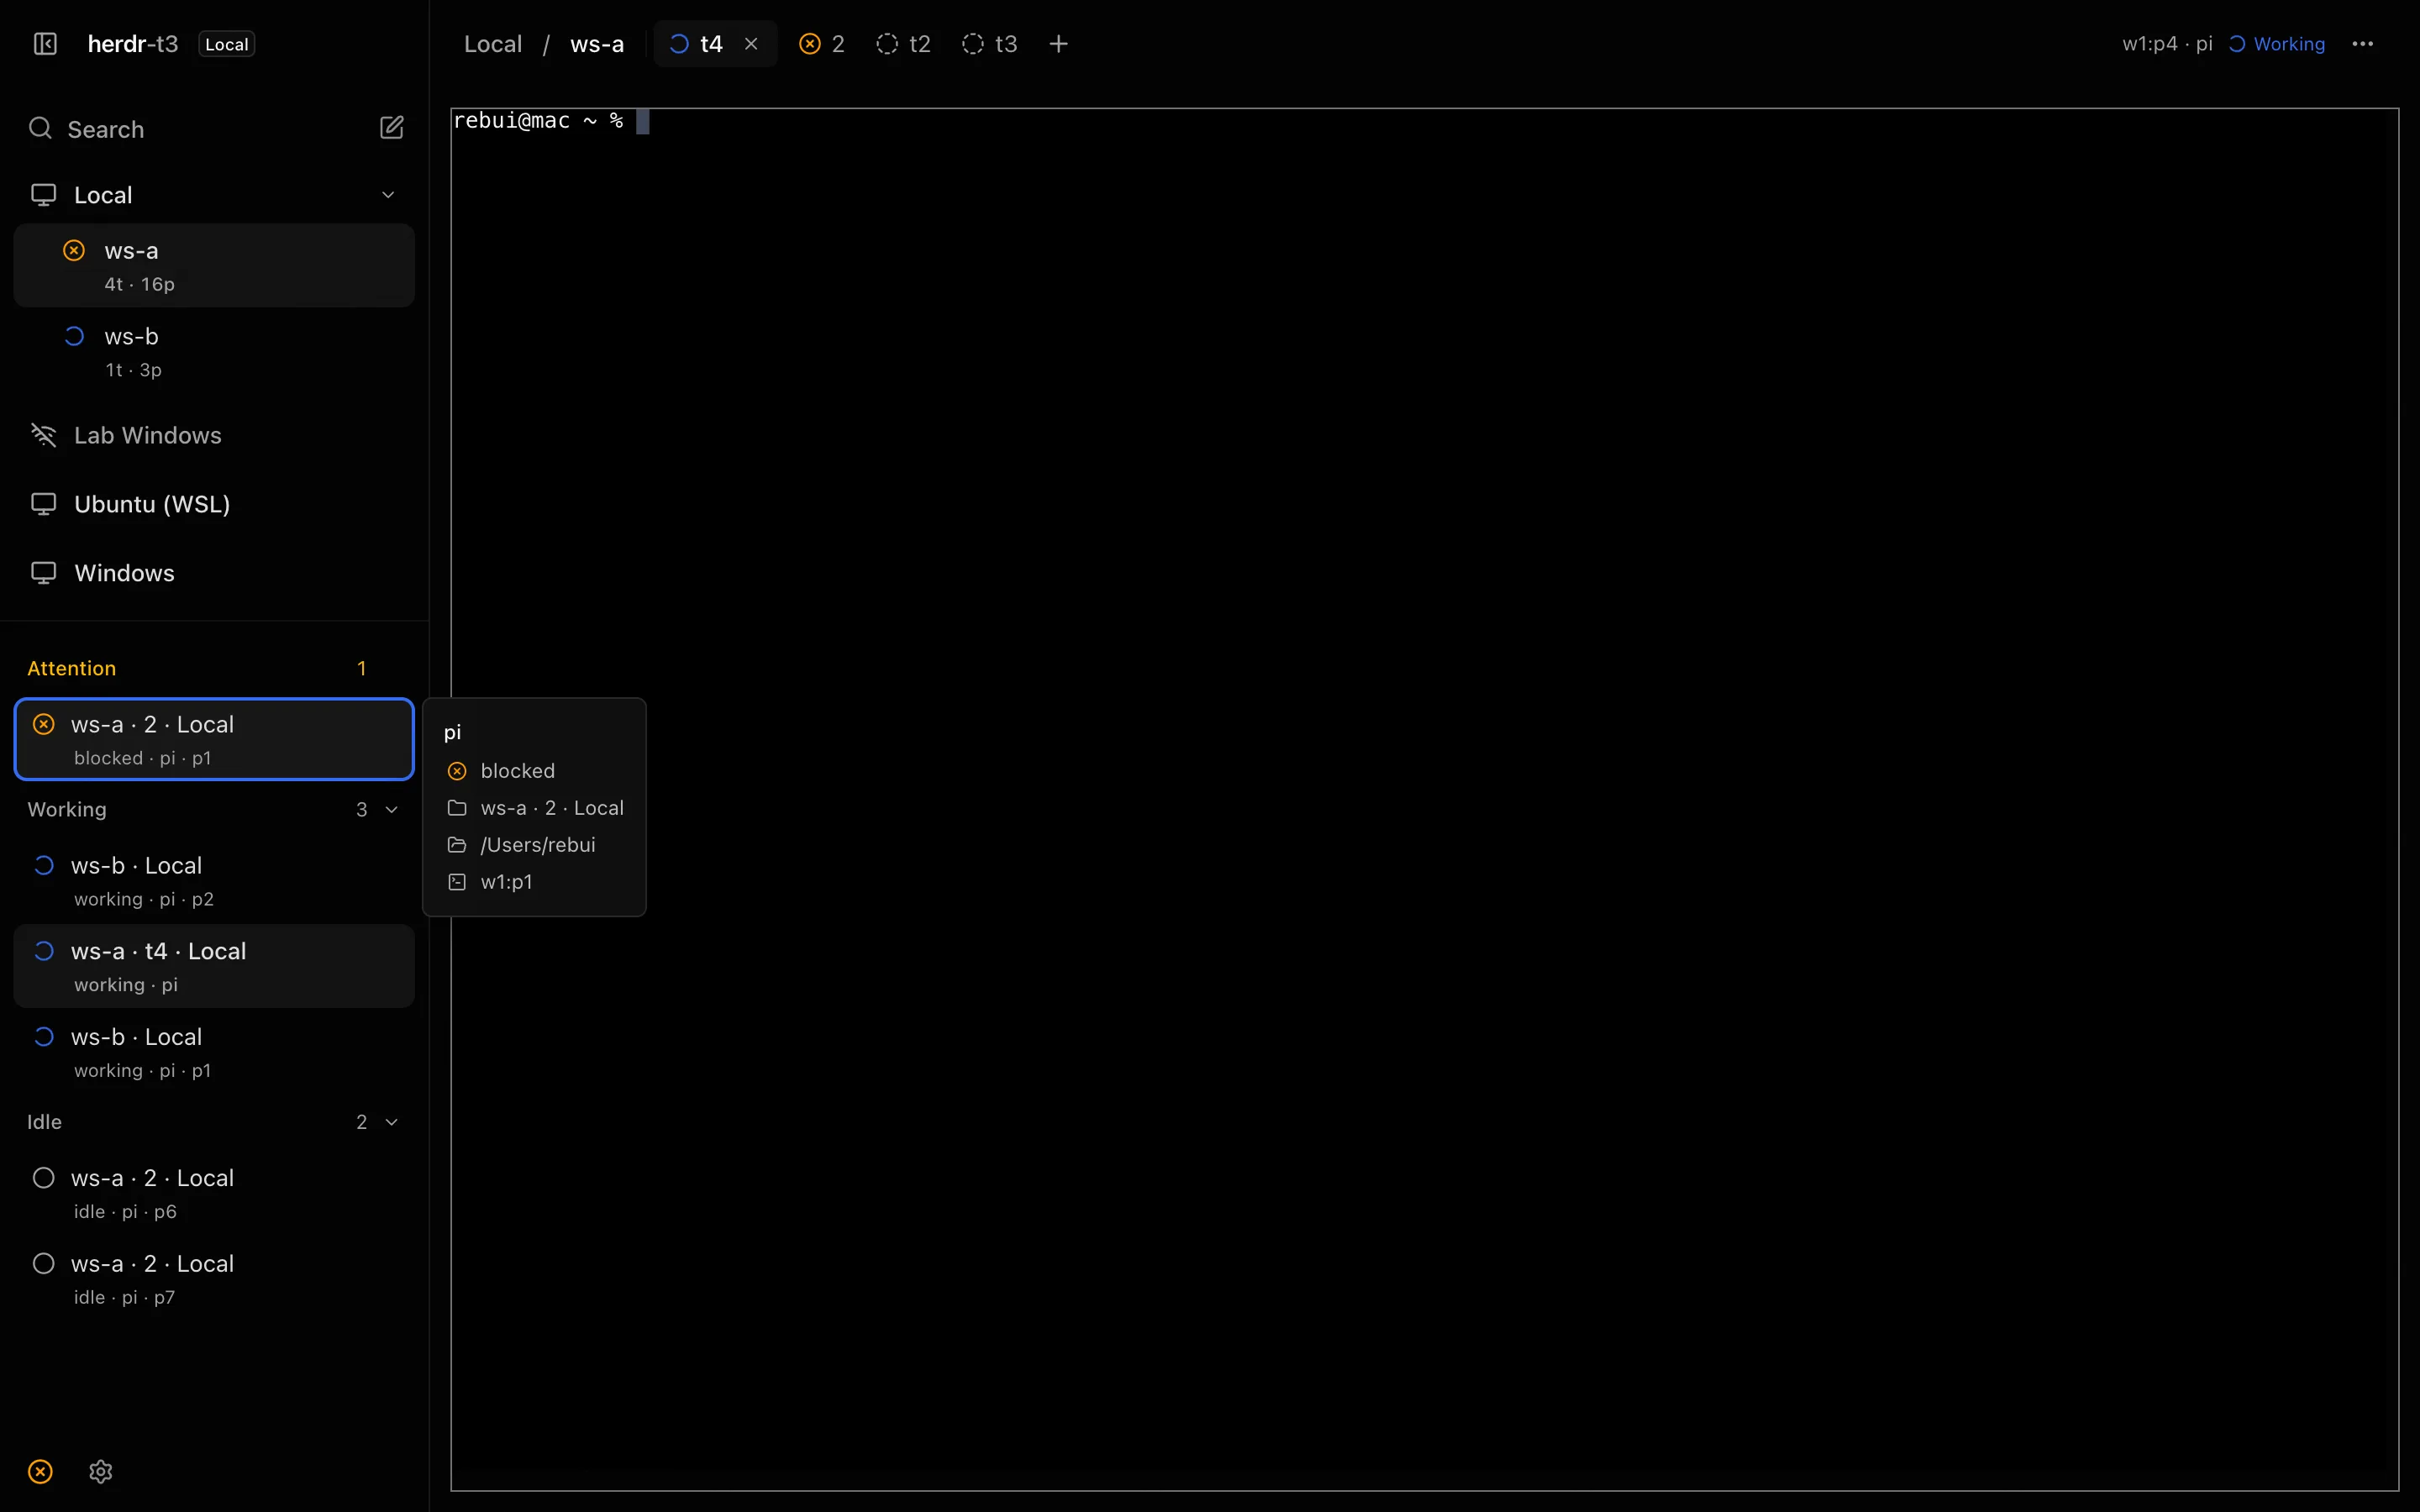 herdr-t3 Local
Search
Local
ws-a
4t · 16p
ws-b
1t · 3p
Lab Windows
Ubuntu (WSL)
Windows
Attention 1
ws-a · 2 · Local
blocked · pi · p1
Working 3
ws-b · Local
working · pi · p2
ws-a · t4 · Local
working · pi
ws-b · Local
working · pi · p1
Idle 2
ws-a · 2 · Local
idle · pi · p6
ws-a · 2 · Local
idle · pi · p7
Local / ws-a t4 2 t2 t3
w1:p4 · pi Working
rebui@mac ~ %
pi
blocked
ws-a · 2 · Local
/Users/rebui
w1:p1